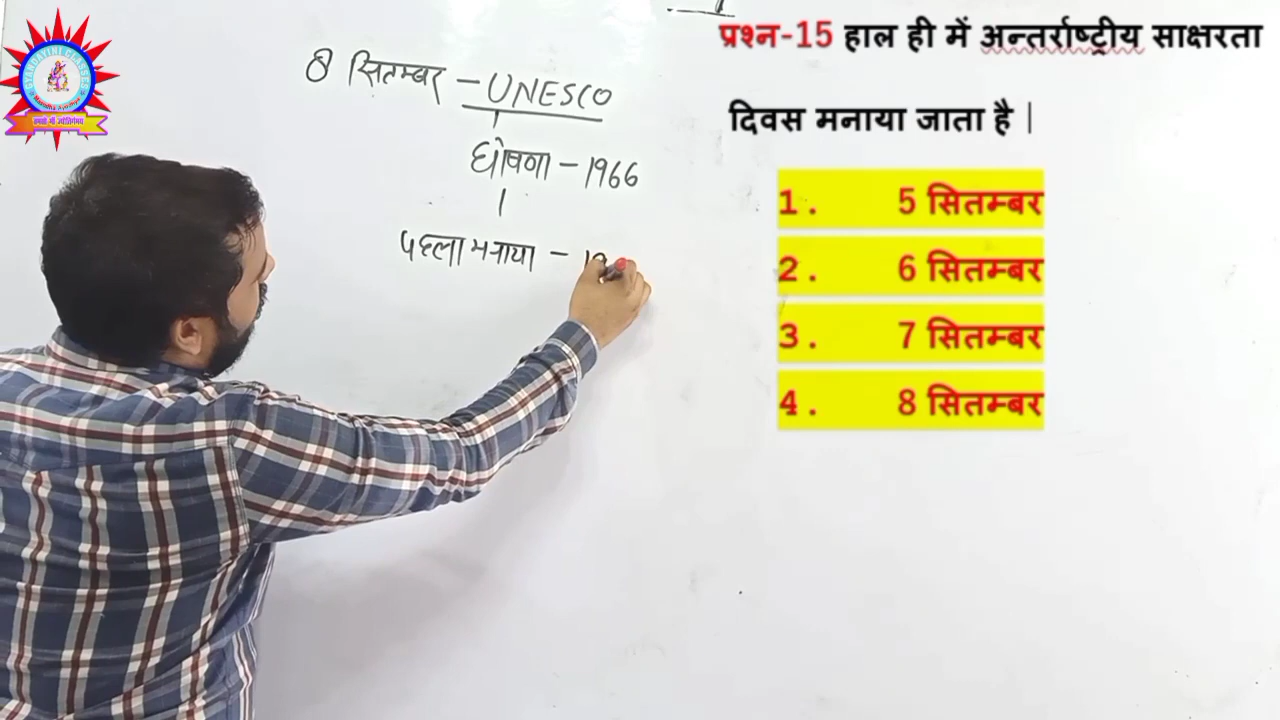 8 सितम्बर - UNESCO
घोषणा - 1966
पहला मनाया -
प्रश्न-15 हाल ही में अन्तर्राष्ट्रीय साक्षरता
दिवस मनाया जाता है |
1. 5 सितम्बर
2. 6 सितम्बर
3. 7 सितम्बर
4. 8 सितम्बर